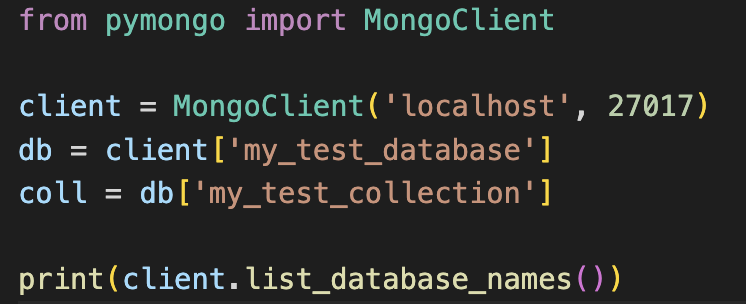 from pymongo import MongoClient
client = MongoClient('localhost', 27017)
db = client['my_test_database']
coll = db['my_test_collection']
print(client.list_database_names())